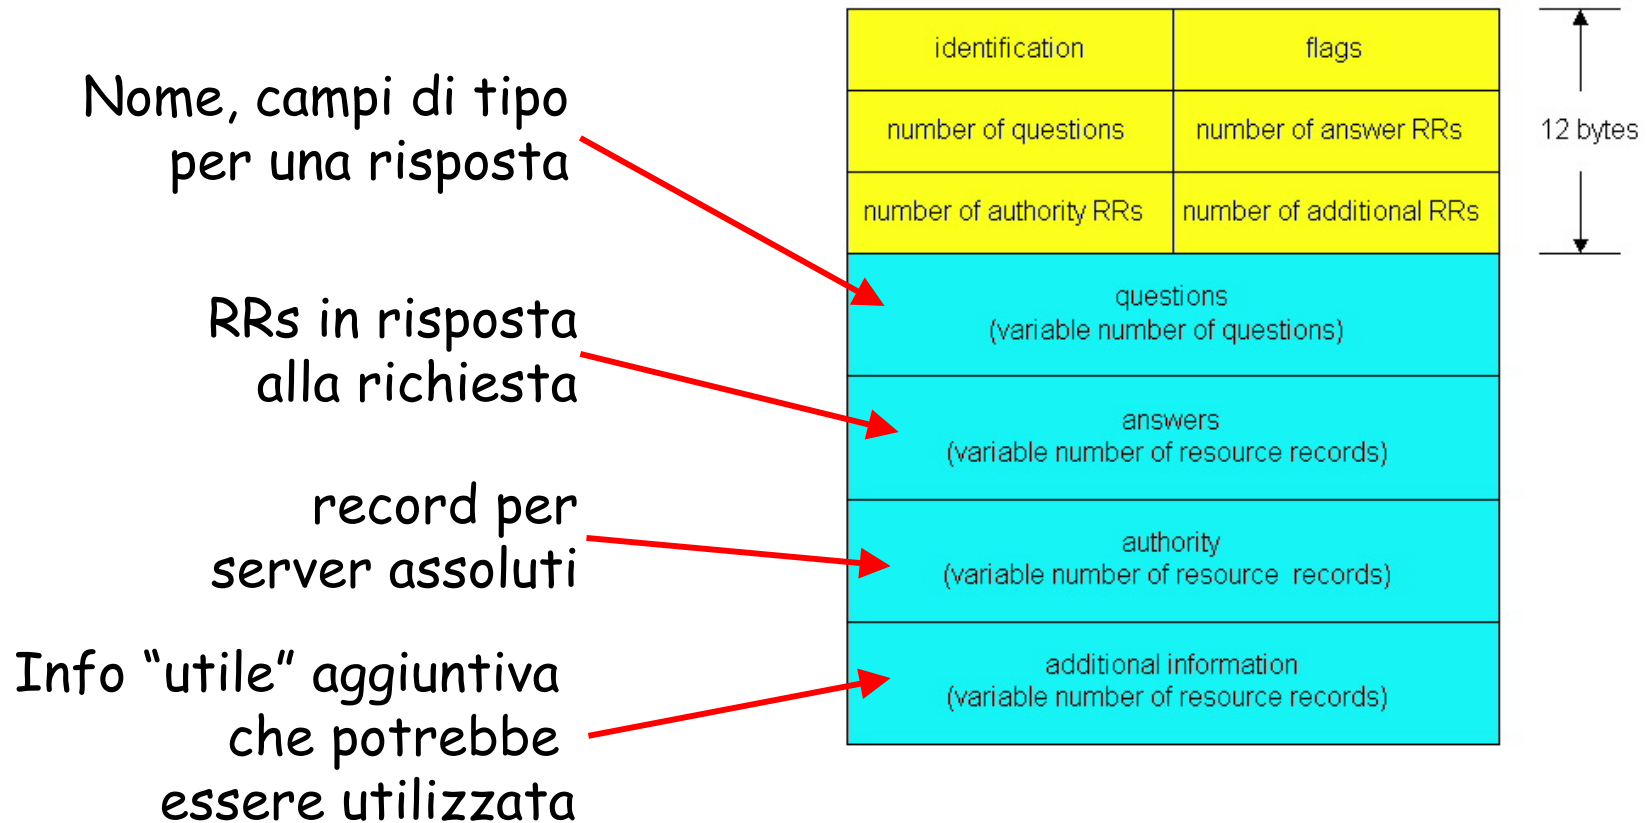 Nome, campi di tipo
per una risposta
RRs in risposta
alla richiesta
record per
server assoluti
Info “utile” aggiuntiva
che potrebbe
essere utilizzata
identification
flags
number of questions
number of answer RRs
number of authority RRs
number of additional RRs
12 bytes
questions
(variable number of questions)
answers
(variable number of resource records)
authority
(variable number of resource records)
additional information
(variable number of resource records)